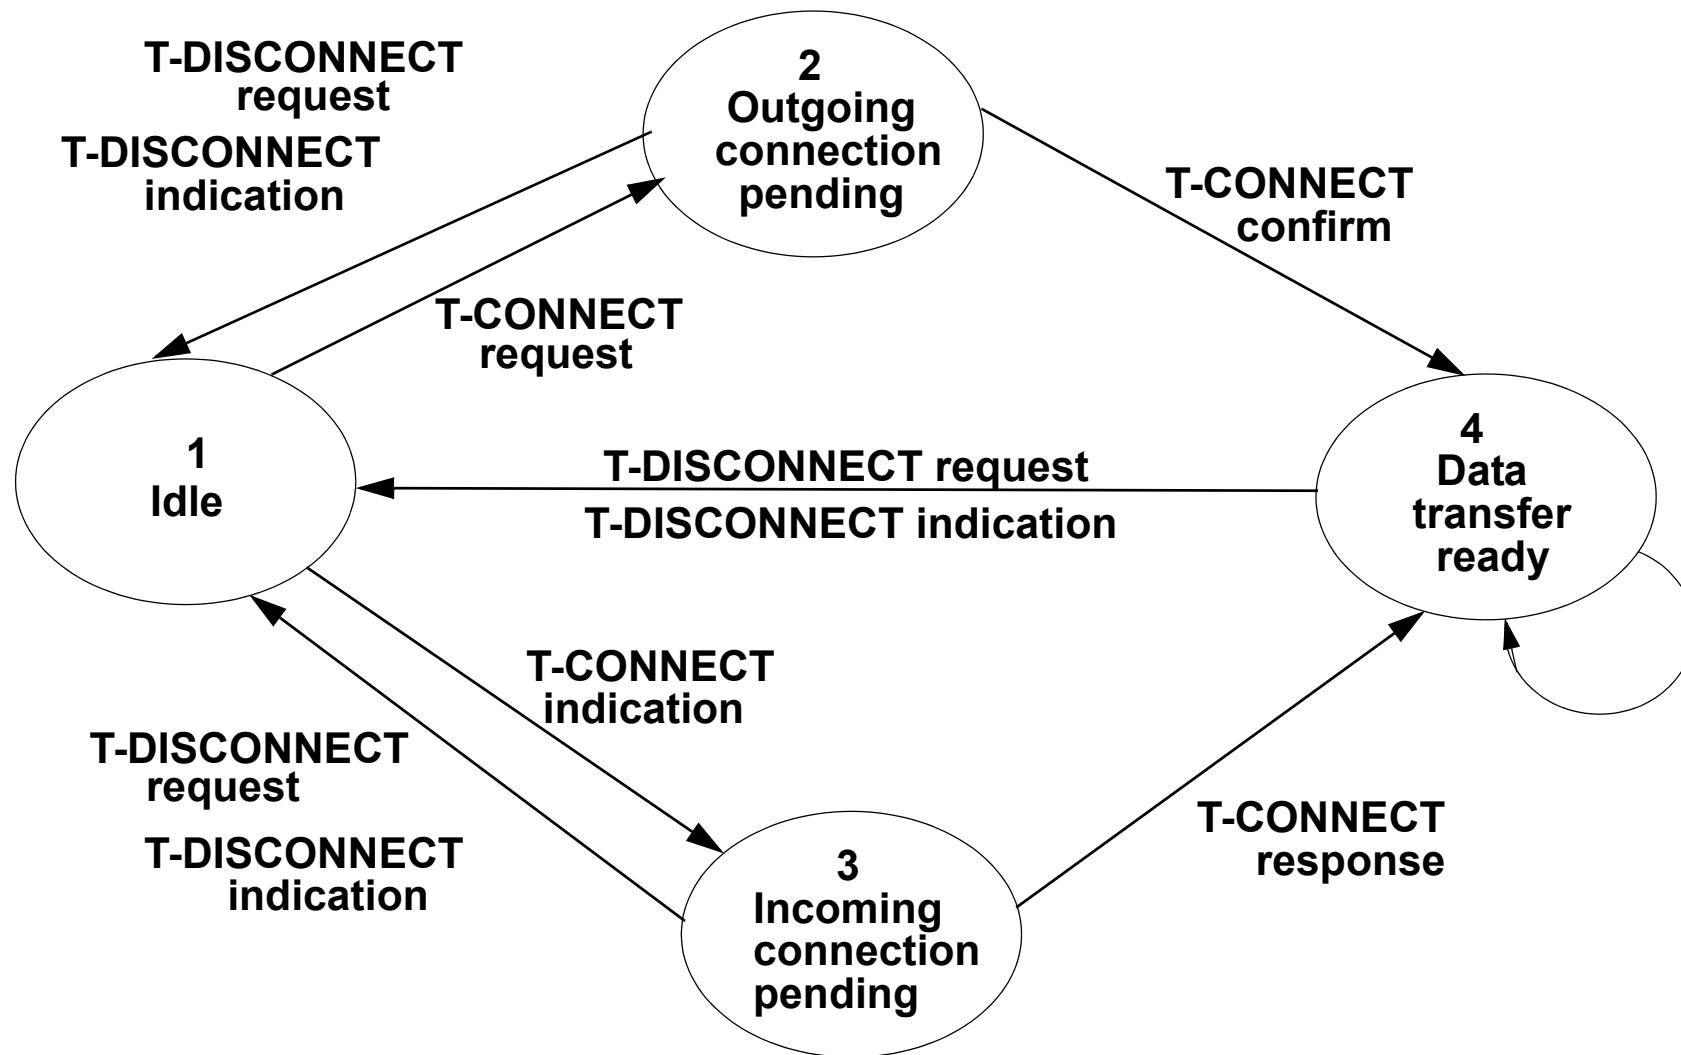 T-DISCONNECT
request
T-DISCONNECT
indication
2
Outgoing
connection
pending
T-CONNECT
confirm
T-CONNECT
request
1
Idle
T-DISCONNECT request
T-DISCONNECT indication
4
Data
transfer
ready
T-CONNECT
indication
T-DISCONNECT
request
T-DISCONNECT
indication
3
Incoming
connection
pending
T-CONNECT
response